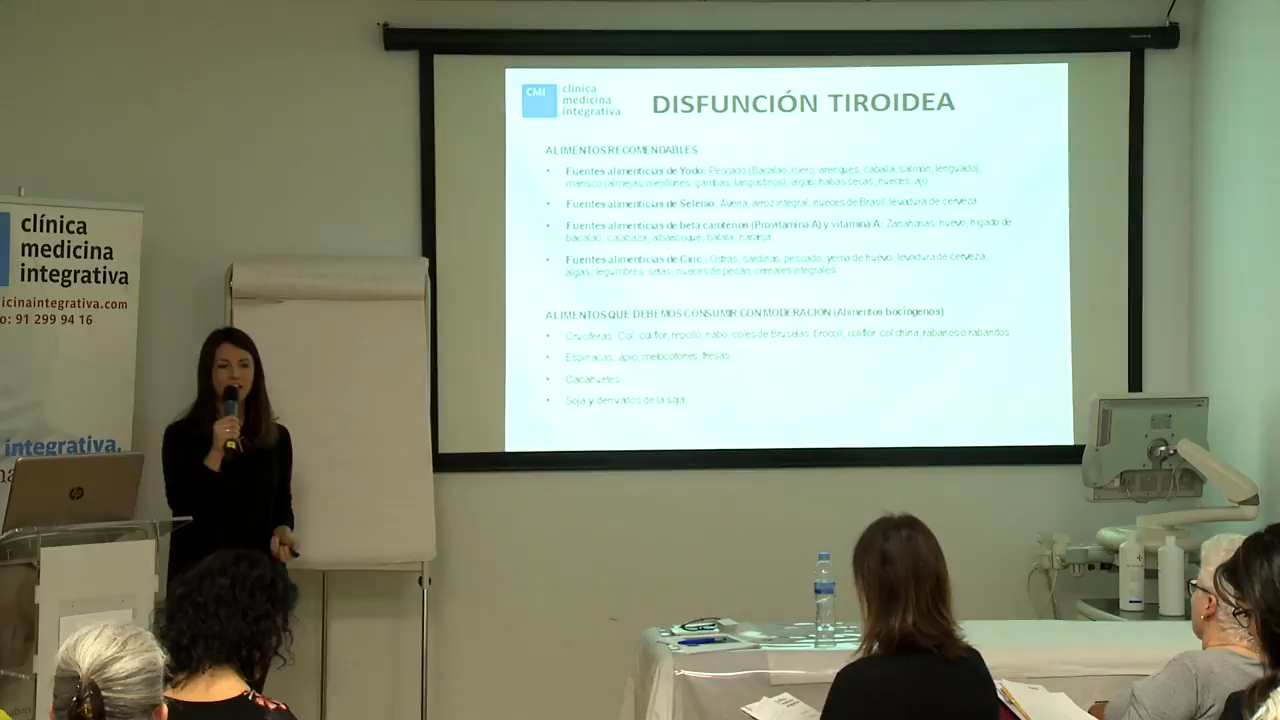 CMI
clínica
medicina
integrativa
DISFUNCIÓN TIROIDEA
ALIMENTOS RECOMENDABLES
• Fuentes alimenticias de Yodo: Pescado (Bacalao, mero, arenques, caballa, salmón, lenguado),
marisco (almejas, mejillones, gambas, langostinos), algas, habas secas, nueces, ajo
• Fuentes alimenticias de Selenio: Avena, arroz integral, nueces de Brasil, levadura de cerveza
• Fuentes alimenticias de beta carotenos (Provitamina A) y vitamina A: Zanahorias, huevo, hígado de
bacalao, calabaza, albaricoque, batata, naranja
• Fuentes alimenticias de Cinc: Ostras, sardinas, pescado, yema de huevo, levadura de cerveza,
algas, legumbres, setas, nueces de pecán, cereales integrales
ALIMENTOS QUE DEBEMOS CONSUMIR CON MODERACIÓN (Alimentos bociógenos)
• Crucíferas: Col, coliflor, repollo, nabo, coles de Bruselas, brócoli, coliflor, col china, rábanos o rabanitos
• Espinacas, apio, melocotones, fresas
• Cacahuetes
• Soja y derivados de la soja
clínica
medicina
integrativa
icinaintegrativa.com
o: 91 299 94 16
integrativa.
hp